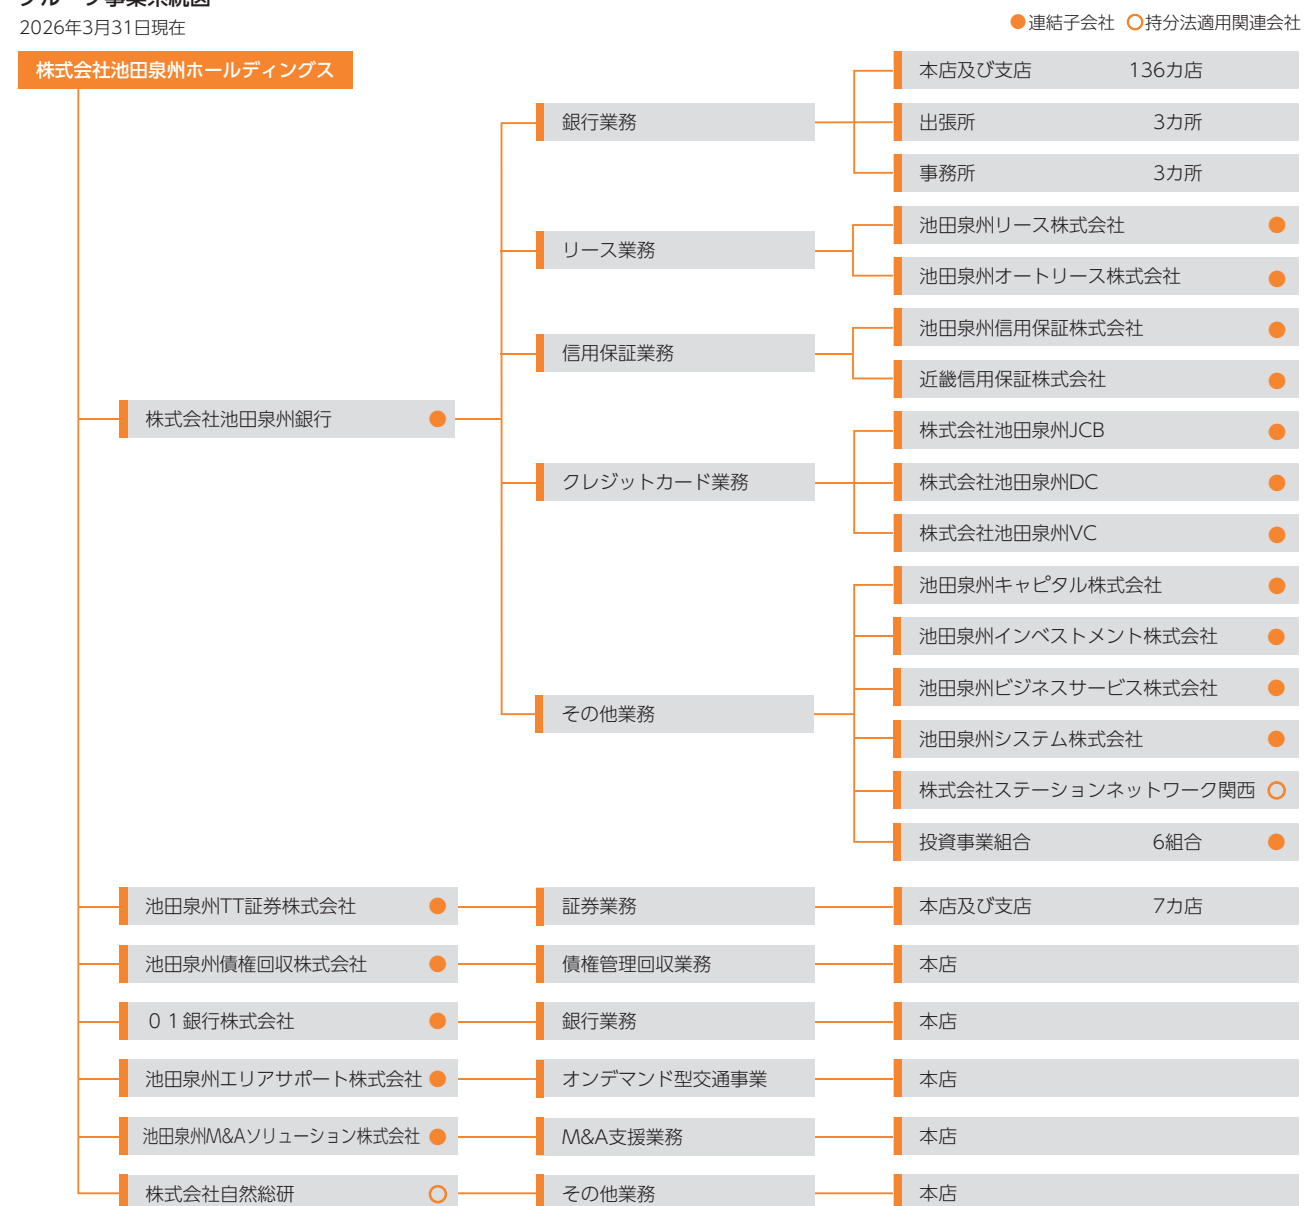 グループ事業系統図
2026年3月31日現在
●連結子会社 ○持分法適用関連会社
株式会社池田泉州ホールディングス
株式会社池田泉州銀行 ●
銀行業務
本店及び支店 136カ店
出張所 3カ所
事務所 3カ所
リース業務
池田泉州リース株式会社 ●
池田泉州オートリース株式会社 ●
信用保証業務
池田泉州信用保証株式会社 ●
近畿信用保証株式会社 ●
クレジットカード業務
株式会社池田泉州JCB ●
株式会社池田泉州DC ●
株式会社池田泉州VC ●
その他業務
池田泉州キャピタル株式会社 ●
池田泉州インベストメント株式会社 ●
池田泉州ビジネスサービス株式会社 ●
池田泉州システム株式会社 ●
株式会社ステーションネットワーク関西 ○
投資事業組合 6組合 ●
池田泉州TT証券株式会社 ● 証券業務 本店及び支店 7カ店
池田泉州債権回収株式会社 ● 債権管理回収業務 本店
０１銀行株式会社 ● 銀行業務 本店
池田泉州エリアサポート株式会社 ● オンデマンド型交通事業 本店
池田泉州M&Aソリューション株式会社 ● M&A支援業務 本店
株式会社自然総研 ○ その他業務 本店